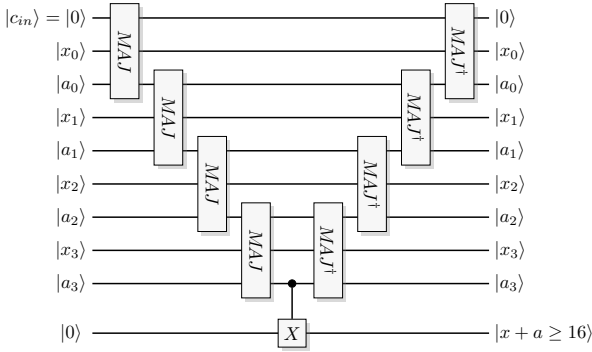 |c_in⟩ = |0⟩ MAJ MAJ† |0⟩
|x_0⟩ |x_0⟩
|a_0⟩ MAJ MAJ† |a_0⟩
|x_1⟩ |x_1⟩
|a_1⟩ MAJ MAJ† |a_1⟩
|x_2⟩ |x_2⟩
|a_2⟩ MAJ MAJ† |a_2⟩
|x_3⟩ |x_3⟩
|a_3⟩ |a_3⟩
|0⟩ X |x + a ≥ 16⟩